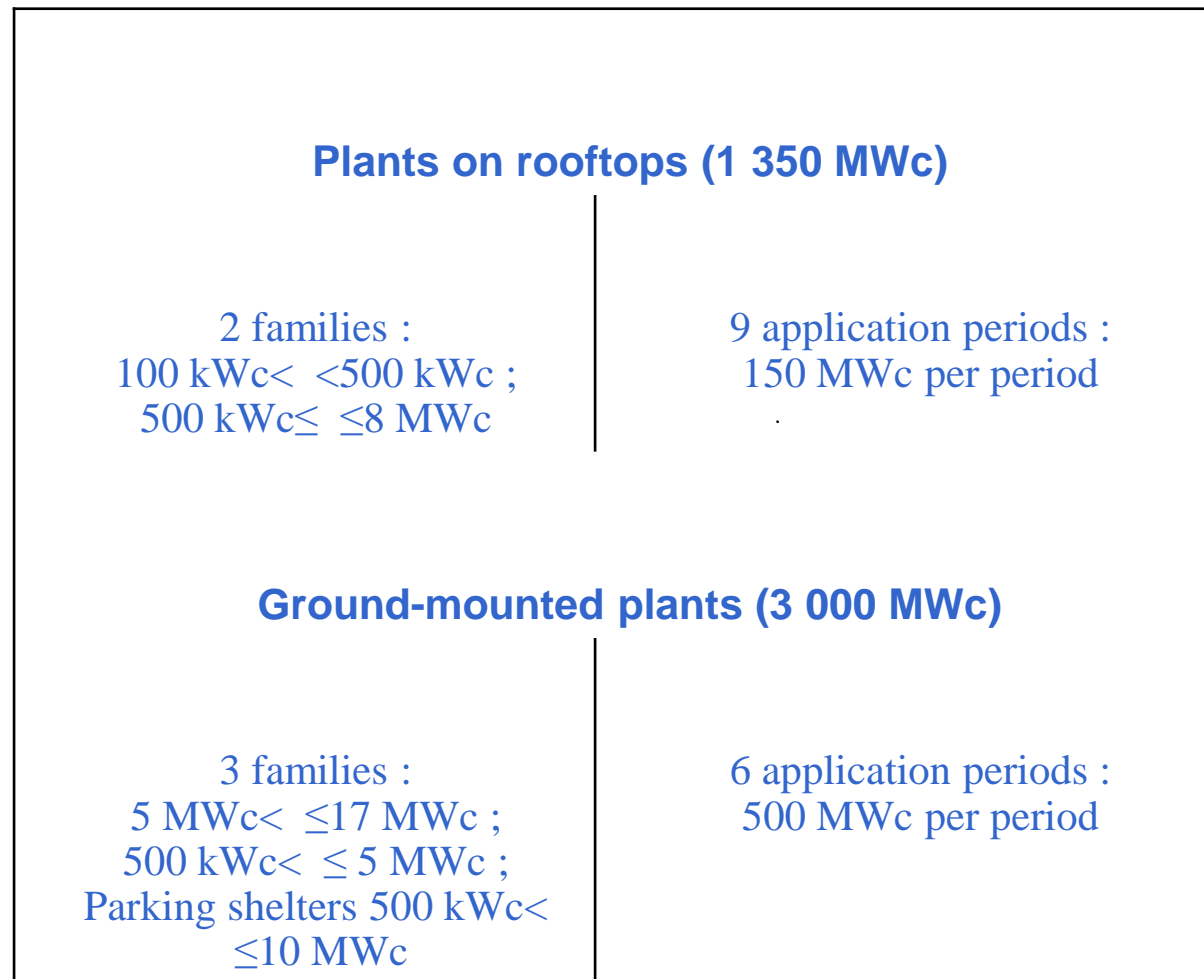 Plants on rooftops (1 350 MWc)
2 families :
100 kWc<  <500 kWc ;
500 kWc≤  ≤8 MWc
9 application periods :
150 MWc per period
.
Ground-mounted plants (3 000 MWc)
3 families :
5 MWc<  ≤17 MWc ;
500 kWc<  ≤ 5 MWc ;
Parking shelters 500 kWc<
≤10 MWc
6 application periods :
500 MWc per period